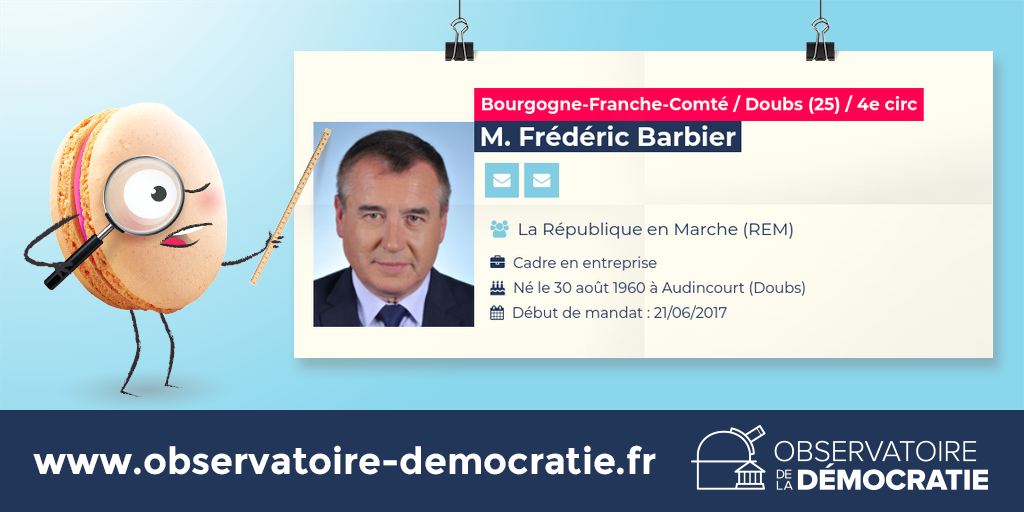 Bourgogne-Franche-Comté / Doubs (25) / 4e circ
M. Frédéric Barbier
La République en Marche (REM)
Cadre en entreprise
Né le 30 août 1960 à Audincourt (Doubs)
Début de mandat : 21/06/2017
www.observatoire-democratie.fr
OBSERVATOIRE
DE LA DÉMOCRATIE